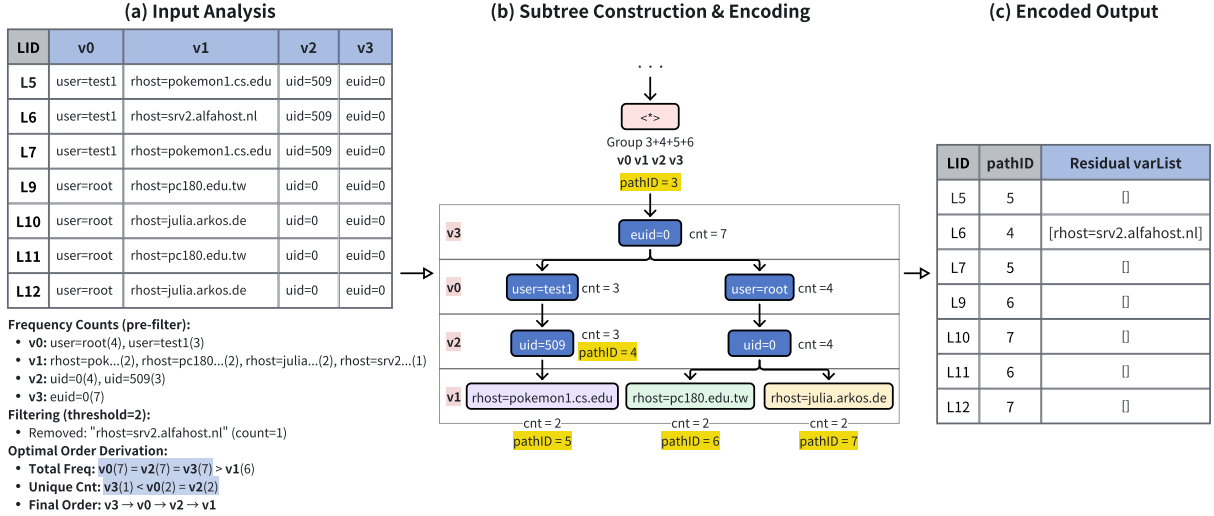 (a) Input Analysis
LID v0 v1 v2 v3
L5 user=test1 rhost=pokemon1.cs.edu uid=509 euid=0
L6 user=test1 rhost=srv2.alfahost.nl uid=509 euid=0
L7 user=test1 rhost=pokemon1.cs.edu uid=509 euid=0
L9 user=root rhost=pc180.edu.tw uid=0 euid=0
L10 user=root rhost=julia.arkos.de uid=0 euid=0
L11 user=root rhost=pc180.edu.tw uid=0 euid=0
L12 user=root rhost=julia.arkos.de uid=0 euid=0
Frequency Counts (pre-filter):
• v0: user=root(4), user=test1(3)
• v1: rhost=pok...(2), rhost=pc180...(2), rhost=julia...(2), rhost=srv2...(1)
• v2: uid=0(4), uid=509(3)
• v3: euid=0(7)
Filtering (threshold=2):
• Removed: "rhost=srv2.alfahost.nl" (count=1)
Optimal Order Derivation:
• Total Freq: v0(7) = v2(7) = v3(7) > v1(6)
• Unique Cnt: v3(1) < v0(2) = v2(2)
• Final Order: v3 → v0 → v2 → v1
(b) Subtree Construction & Encoding
. . .
<*>
Group 3+4+5+6
v0 v1 v2 v3
pathID = 3
v3 euid=0 cnt = 7
v0 user=test1 cnt = 3 user=root cnt =4
v2 uid=509 cnt = 3 uid=0 cnt =4
pathID = 4
v1 rhost=pokemon1.cs.edu rhost=pc180.edu.tw rhost=julia.arkos.de
cnt = 2 cnt = 2 cnt = 2
pathID = 5 pathID = 6 pathID = 7
(c) Encoded Output
LID pathID Residual varList
L5 5 []
L6 4 [rhost=srv2.alfahost.nl]
L7 5 []
L9 6 []
L10 7 []
L11 6 []
L12 7 []